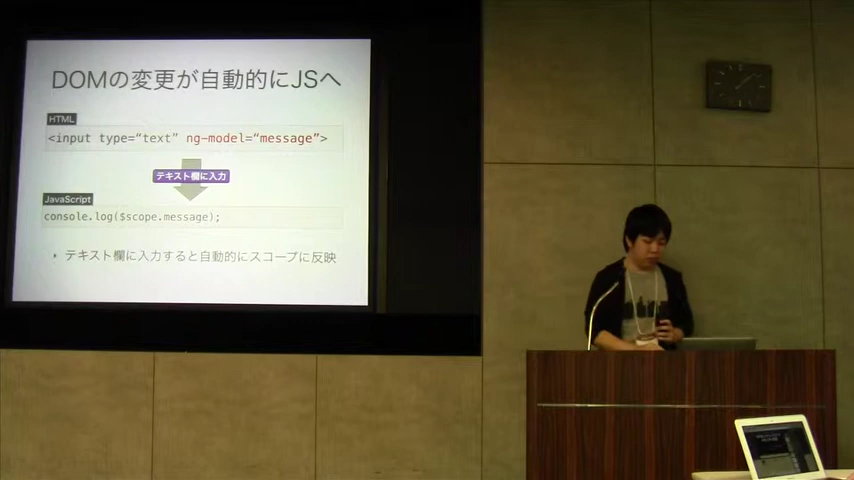 DOMの変更が自動的にJSへ
HTML
<input type=“text” ng-model=“message”>
テキスト欄に入力
JavaScript
console.log($scope.message);
テキスト欄に入力すると自動的にスコープに反映